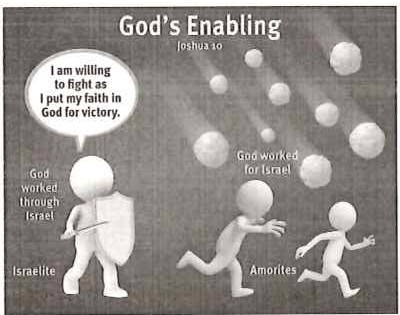 God's Enabling
Joshua 10
I am willing
to fight as
I put my faith in
God for victory.
God
worked
through
Israel
God worked
for Israel
Israelite
Amorites